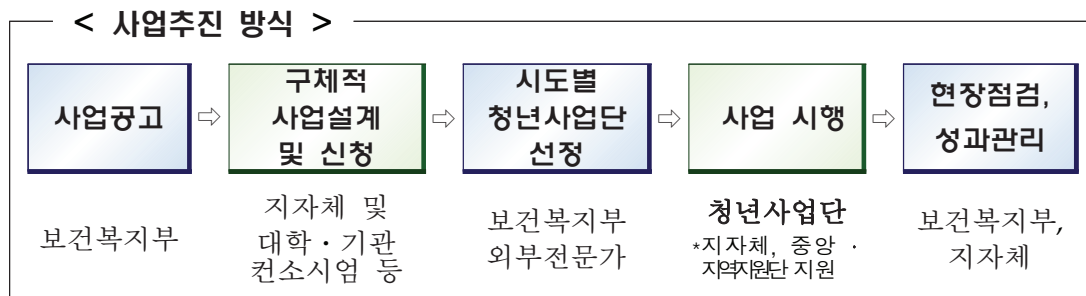 < 사업추진 방식 >
사업공고
⇨
구체적
사업설계
및 신청
⇨
시도별
청년사업단
선정
⇨
사업 시행
⇨
현장점검,
성과관리
보건복지부
지자체 및
대학・기관
컨소시엄 등
보건복지부
외부전문가
청년사업단
*지자체, 중앙 ·
지역지원단 지원
보건복지부,
지자체